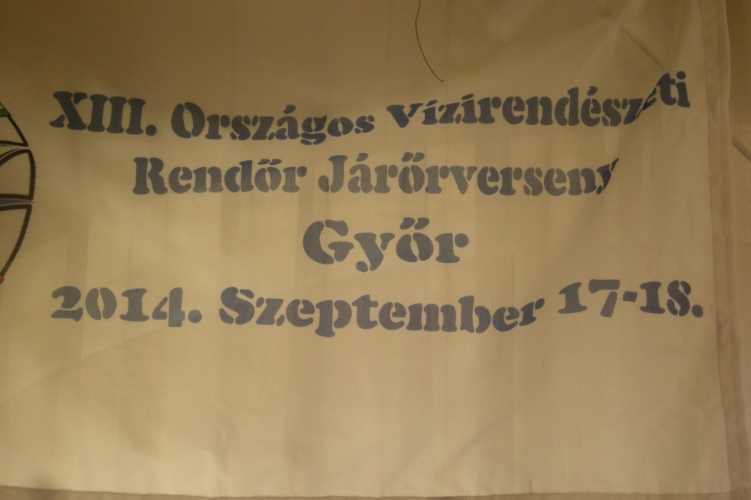 XIII. Országos Vízirendészeti
Rendőr Járőrverseny
Győr
2014. Szeptember 17-18.